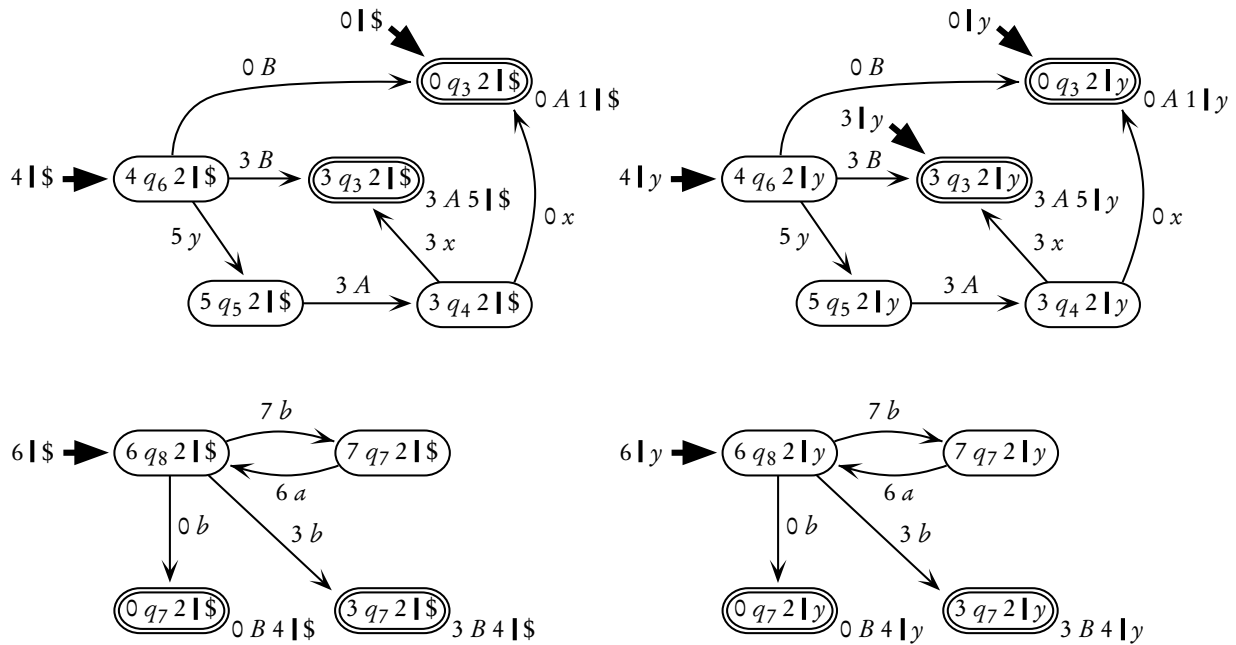 0 ❙ $
0 ❙ y
0 B
0 q3 2 ❙ $
0 A 1 ❙ $
0 B
0 q3 2 ❙ y
0 A 1 ❙ y
3 ❙ y
4 ❙ $
4 q6 2 ❙ $
3 B
3 q3 2 ❙ $
3 A 5 ❙ $
4 ❙ y
4 q6 2 ❙ y
3 B
3 q3 2 ❙ y
3 A 5 ❙ y
5 y
3 x
0 x
5 y
3 x
0 x
5 q5 2 ❙ $
3 A
3 q4 2 ❙ $
5 q5 2 ❙ y
3 A
3 q4 2 ❙ y
7 b
7 b
6 ❙ $
6 q8 2 ❙ $
7 q7 2 ❙ $
6 ❙ y
6 q8 2 ❙ y
7 q7 2 ❙ y
6 a
6 a
0 b
3 b
0 b
3 b
0 q7 2 ❙ $
0 B 4 ❙ $
3 q7 2 ❙ $
3 B 4 ❙ $
0 q7 2 ❙ y
0 B 4 ❙ y
3 q7 2 ❙ y
3 B 4 ❙ y